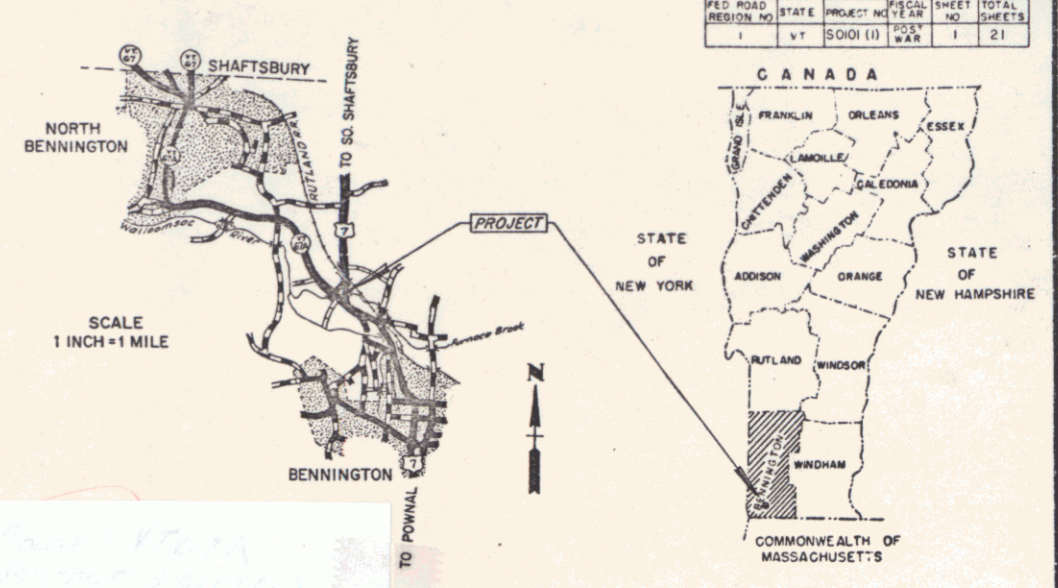 FED ROAD REGION NO STATE PROJECT NO FISCAL YEAR SHEET NO TOTAL SHEETS
1 VT S0101 (1) POST WAR 1 21
VT 67
VT 67
SHAFTSBURY
NORTH
BENNINGTON
RUTLAND R.R.
TO SO. SHAFTSBURY
7
Walloomsac
River
VT 67A
PROJECT
SCALE
1 INCH = 1 MILE
Furnace Brook
N
BENNINGTON
7
TO POWNAL
CANADA
GRAND ISLE
FRANKLIN
ORLEANS
ESSEX
LAMOILLE
CALEDONIA
CHITTENDEN
WASHINGTON
STATE
OF
NEW YORK
ADDISON
ORANGE
STATE
OF
NEW HAMPSHIRE
RUTLAND
WINDSOR
BENNINGTON
WINDHAM
COMMONWEALTH OF
MASSACHUSETTS